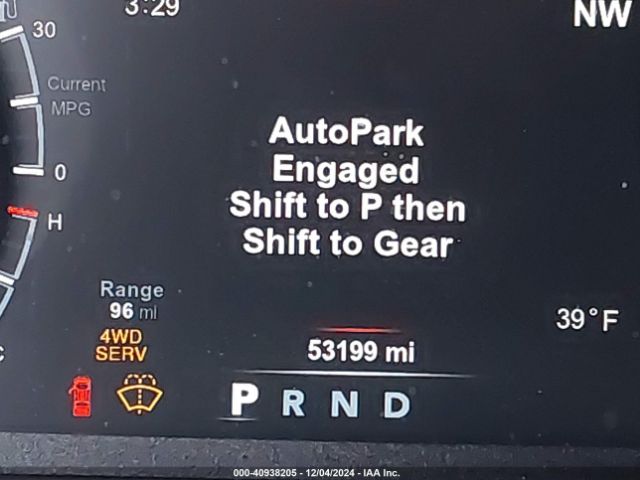 3:29
NW
30
Current
MPG
0
AutoPark
Engaged
Shift to P then
Shift to Gear
H
Range
96 mi
39°F
4WD
SERV
53199 mi
C
P R N D
000-40938205 - 12/04/2024 - IAA Inc.